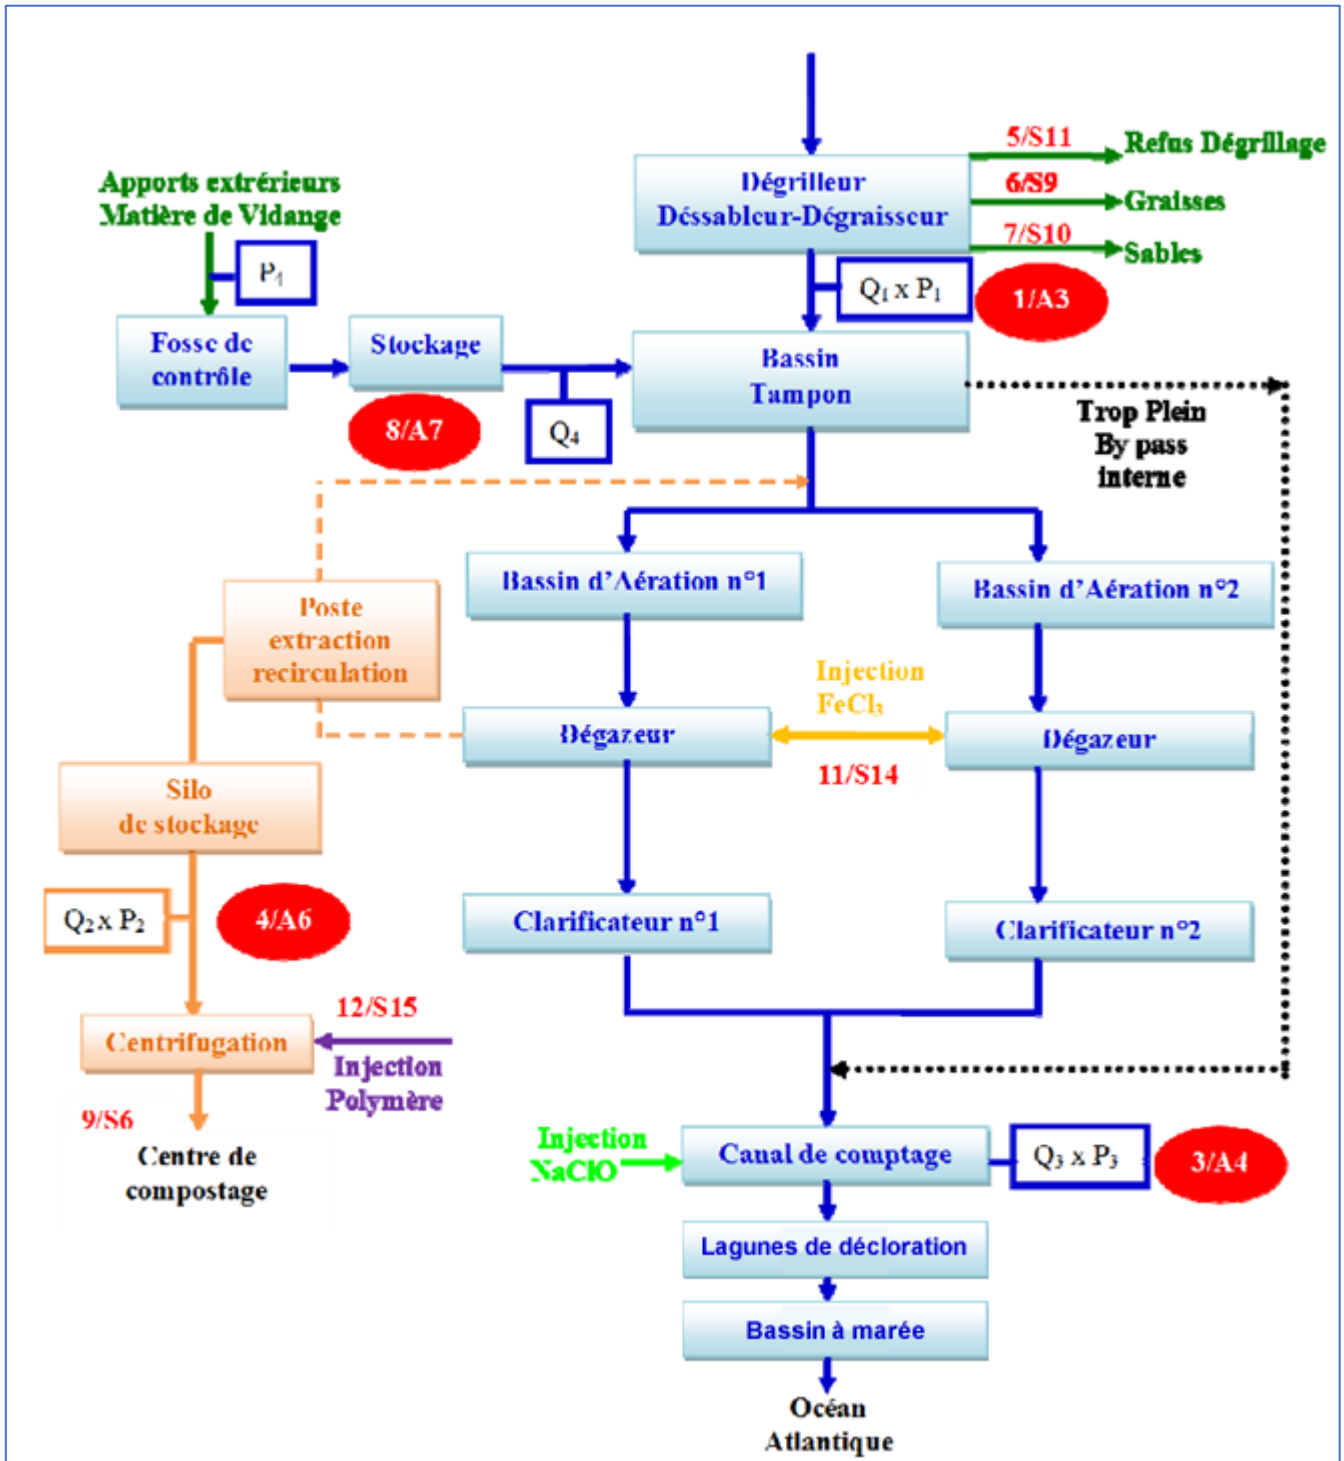 5/S11
Refus Dégrillage
Dégrilleur
Déssableur-Dégraisseur
6/S9
Graisses
7/S10
Sables
Apports extrérieurs
Matière de Vidange
P₄
Q₁ x P₁
1/A3
Fosse de
contrôle
Stockage
Bassin
Tampon
8/A7
Q₄
Trop Plein
By pass
interne
Bassin d'Aération n°1
Bassin d'Aération n°2
Poste
extraction
recirculation
Injection
FeCl₃
Dégazeur
Dégazeur
11/S14
Silo
de stockage
Q₂ x P₂
4/A6
Clarificateur n°1
Clarificateur n°2
12/S15
Centrifugation
Injection
Polymère
9/S6
Centre de
compostage
Injection
NaClO
Canal de comptage
Q₃ x P₃
3/A4
Lagunes de décloration
Bassin à marée
Océan
Atlantique